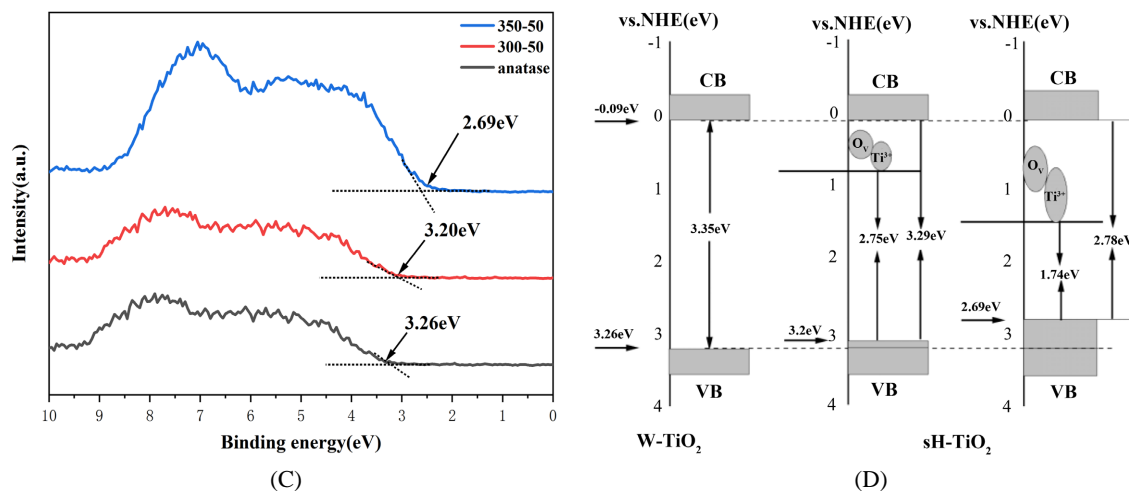 350-50
300-50
anatase
2.69eV
3.20eV
3.26eV
Intensity(a.u.)
10 9 8 7 6 5 4 3 2 1 0
Binding energy(eV)
(C)
vs.NHE(eV)
-1
CB
-0.09eV
0
1
3.35eV
2
3.26eV
3
VB
4
W-TiO₂
vs.NHE(eV)
-1
CB
0
Oᵥ
Ti³⁺
1
2.75eV 3.29eV
2
3.2eV
3
VB
4
vs.NHE(eV)
-1
CB
0
Oᵥ
1
Ti³⁺
2.78eV
2
1.74eV
2.69eV
3
VB
4
sH-TiO₂
(D)